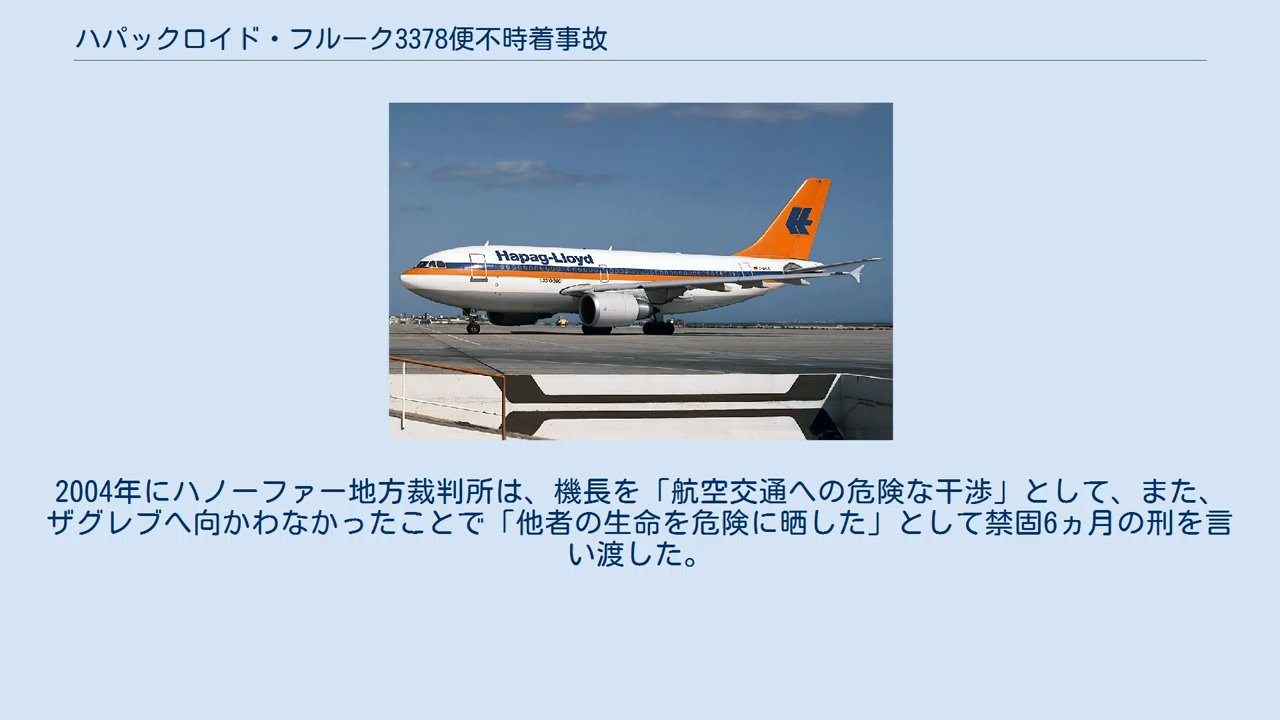 ハパックロイド・フルーク3378便不時着事故
Hapag-Lloyd
2004年にハノーファー地方裁判所は、機長を「航空交通への危険な干渉」として、また、
ザグレブへ向かわなかったことで「他者の生命を危険に晒した」として禁固6ヵ月の刑を言
い渡した。